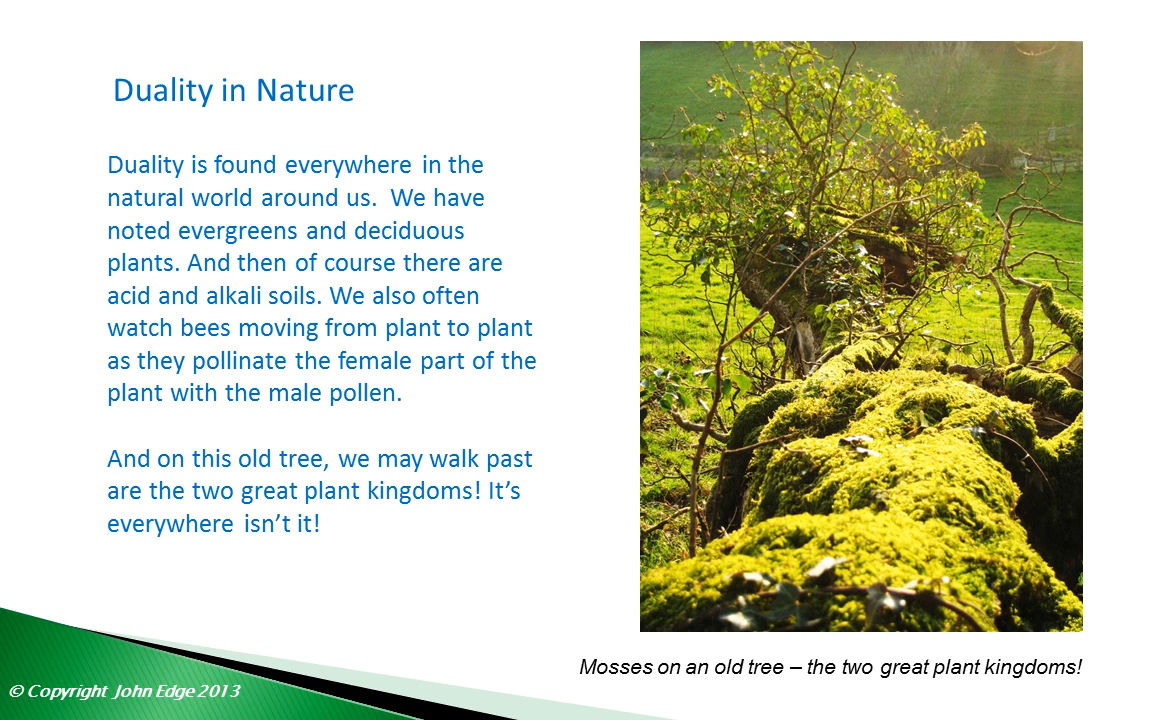 Duality in Nature
Duality is found everywhere in the
natural world around us.  We have
noted evergreens and deciduous
plants. And then of course there are
acid and alkali soils. We also often
watch bees moving from plant to plant
as they pollinate the female part of the
plant with the male pollen.
And on this old tree, we may walk past
are the two great plant kingdoms! It’s
everywhere isn’t it!
Mosses on an old tree – the two great plant kingdoms!
© Copyright John Edge 2013